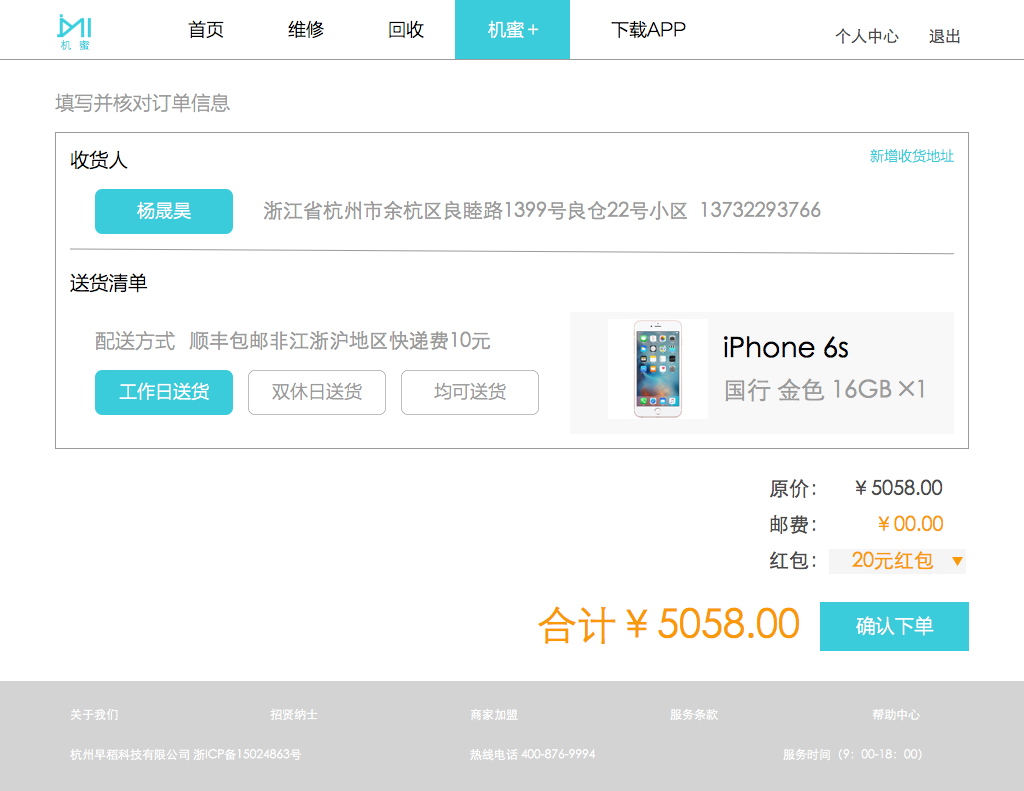 机蜜
首页 维修 回收 机蜜+ 下载APP 个人中心 退出
填写并核对订单信息
收货人 新增收货地址
杨晟昊 浙江省杭州市余杭区良睦路1399号良仓22号小区 13732293766
送货清单
配送方式 顺丰包邮非江浙沪地区快递费10元
工作日送货 双休日送货 均可送货
iPhone 6s
国行 金色 16GB×1
原价： ¥5058.00
邮费： ¥00.00
红包： 20元红包
合计¥5058.00 确认下单
关于我们 招贤纳士 商家加盟 服务条款 帮助中心
杭州早稻科技有限公司 浙ICP备15024863号 热线电话 400-876-9994 服务时间（9：00-18：00）